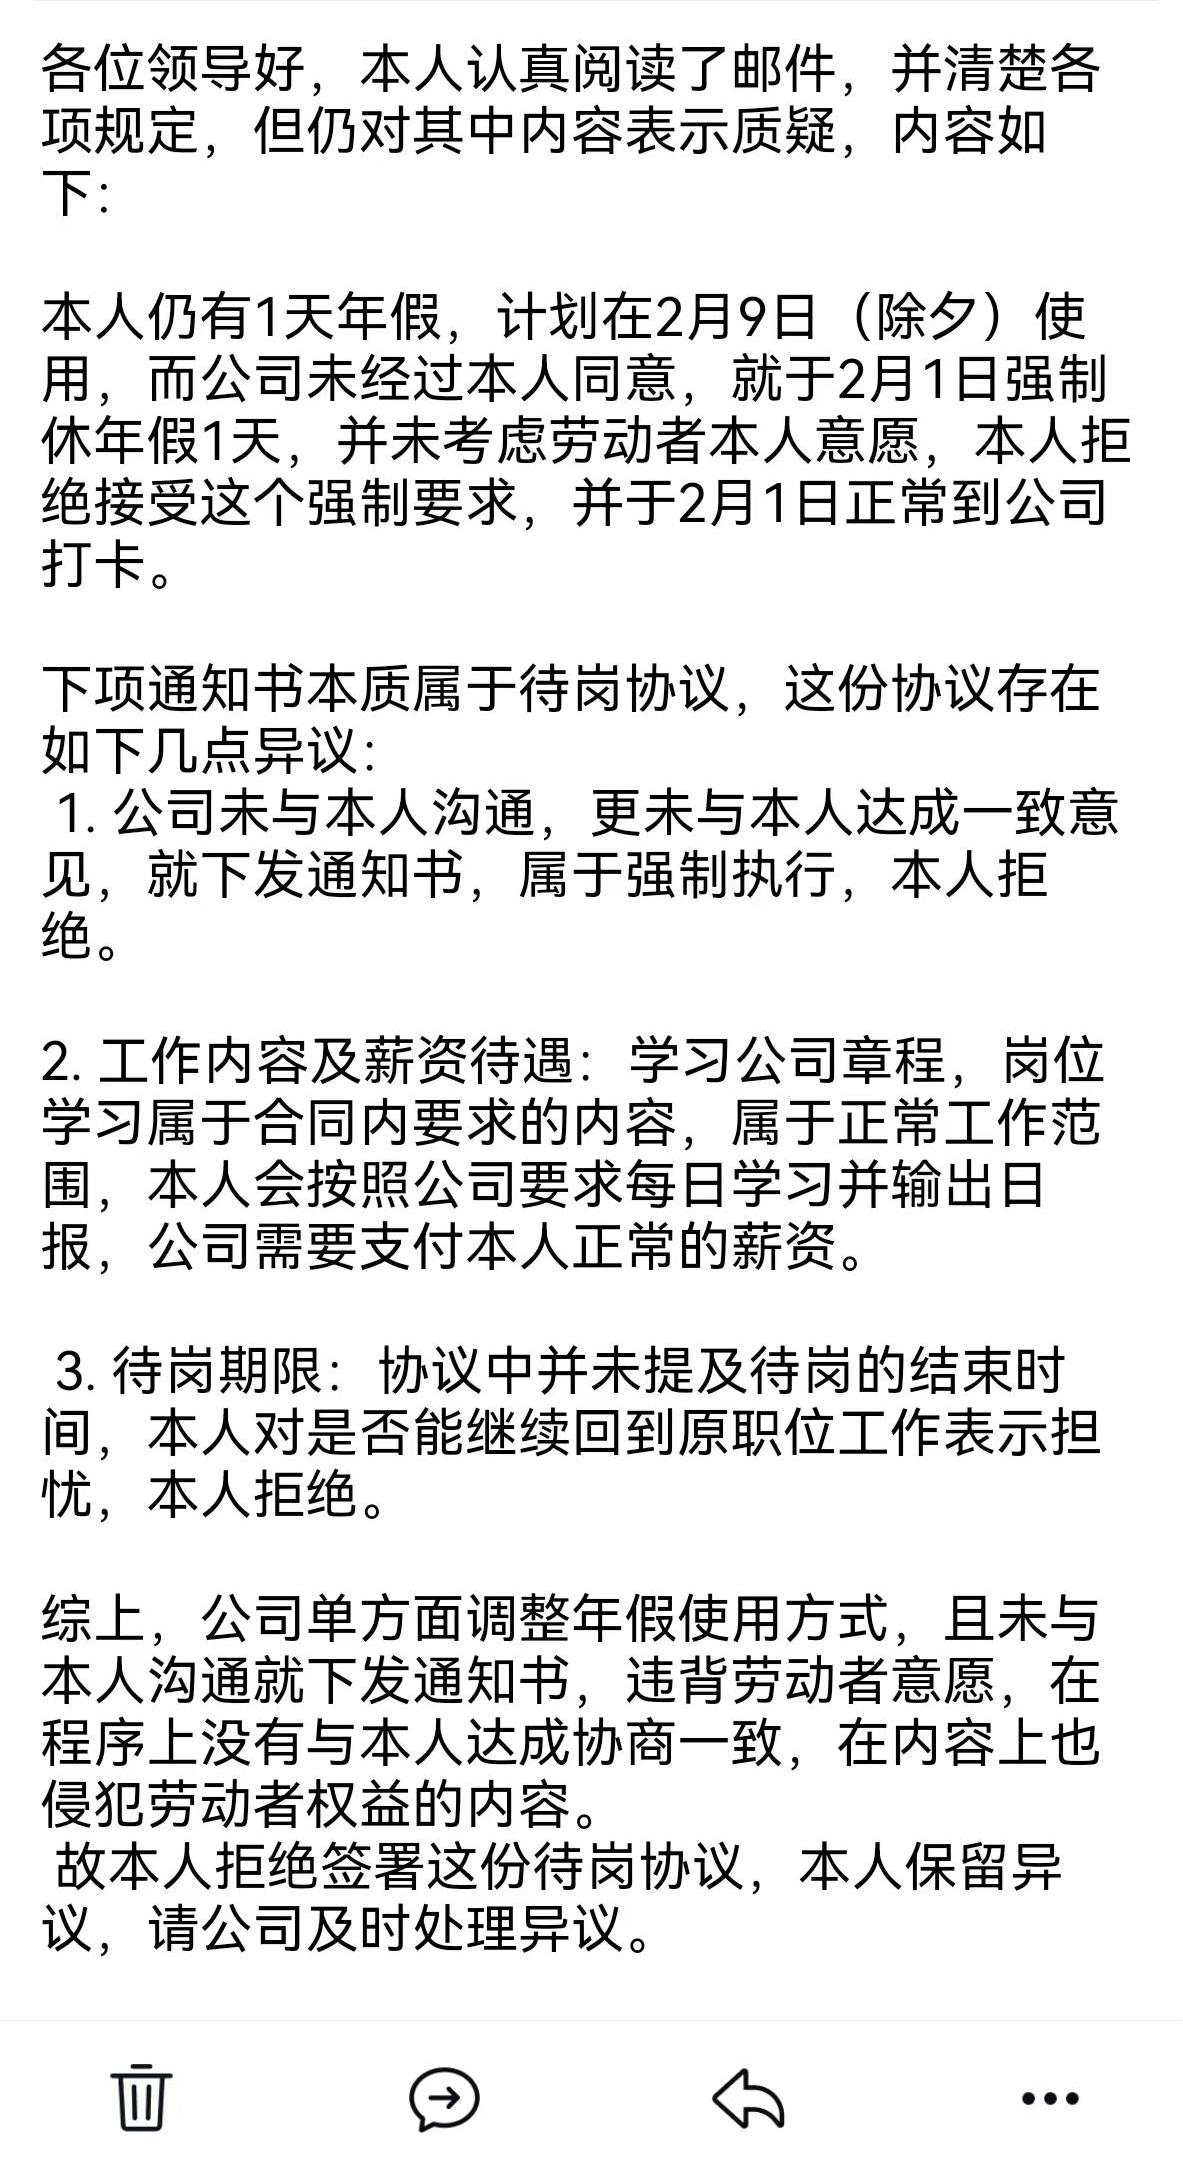 各位领导好，本人认真阅读了邮件，并清楚各
项规定，但仍对其中内容表示质疑，内容如
下：
本人仍有1天年假，计划在2月9日（除夕）使
用，而公司未经过本人同意，就于2月1日强制
休年假1天，并未考虑劳动者本人意愿，本人拒
绝接受这个强制要求，并于2月1日正常到公司
打卡。
下项通知书本质属于待岗协议，这份协议存在
如下几点异议：
1. 公司未与本人沟通，更未与本人达成一致意
见，就下发通知书，属于强制执行，本人拒
绝。
2. 工作内容及薪资待遇：学习公司章程，岗位
学习属于合同内要求的内容，属于正常工作范
围，本人会按照公司要求每日学习并输出日
报，公司需要支付本人正常的薪资。
3. 待岗期限：协议中并未提及待岗的结束时
间，本人对是否能继续回到原职位工作表示担
忧，本人拒绝。
综上，公司单方面调整年假使用方式，且未与
本人沟通就下发通知书，违背劳动者意愿，在
程序上没有与本人达成协商一致，在内容上也
侵犯劳动者权益的内容。
故本人拒绝签署这份待岗协议，本人保留异
议，请公司及时处理异议。